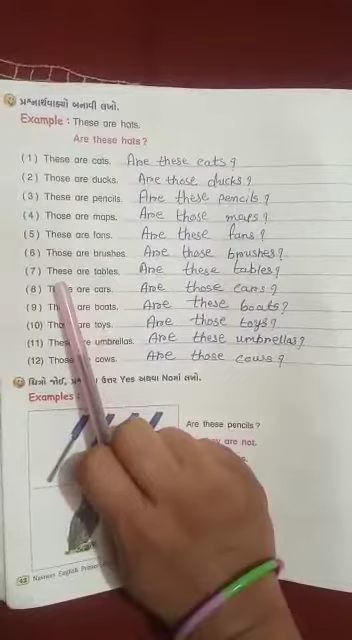 પ્રશ્નાર્થવાક્યો બનાવી લખો.
Example : These are hats.
Are these hats ?
(1) These are cats. Are these cats ?
(2) Those are ducks. Are those ducks ?
(3) These are pencils. Are these pencils ?
(4) Those are maps. Are those maps ?
(5) These are fans. Are these fans ?
(6) Those are brushes. Are those brushes ?
(7) These are tables. Are these tables ?
(8) are cars. Are those cars ?
(9) are boats. Are these boats ?
(10) are toys. Are those toys ?
(11) umbrellas. Are these umbrellas ?
(12) Those cows. Are those cows ?
ચિત્રો જોઈ, ઉત્તર Yes અથવા Noમાં લખો.
Examples :
Are these pencils ?
are not.
42 Navneet English